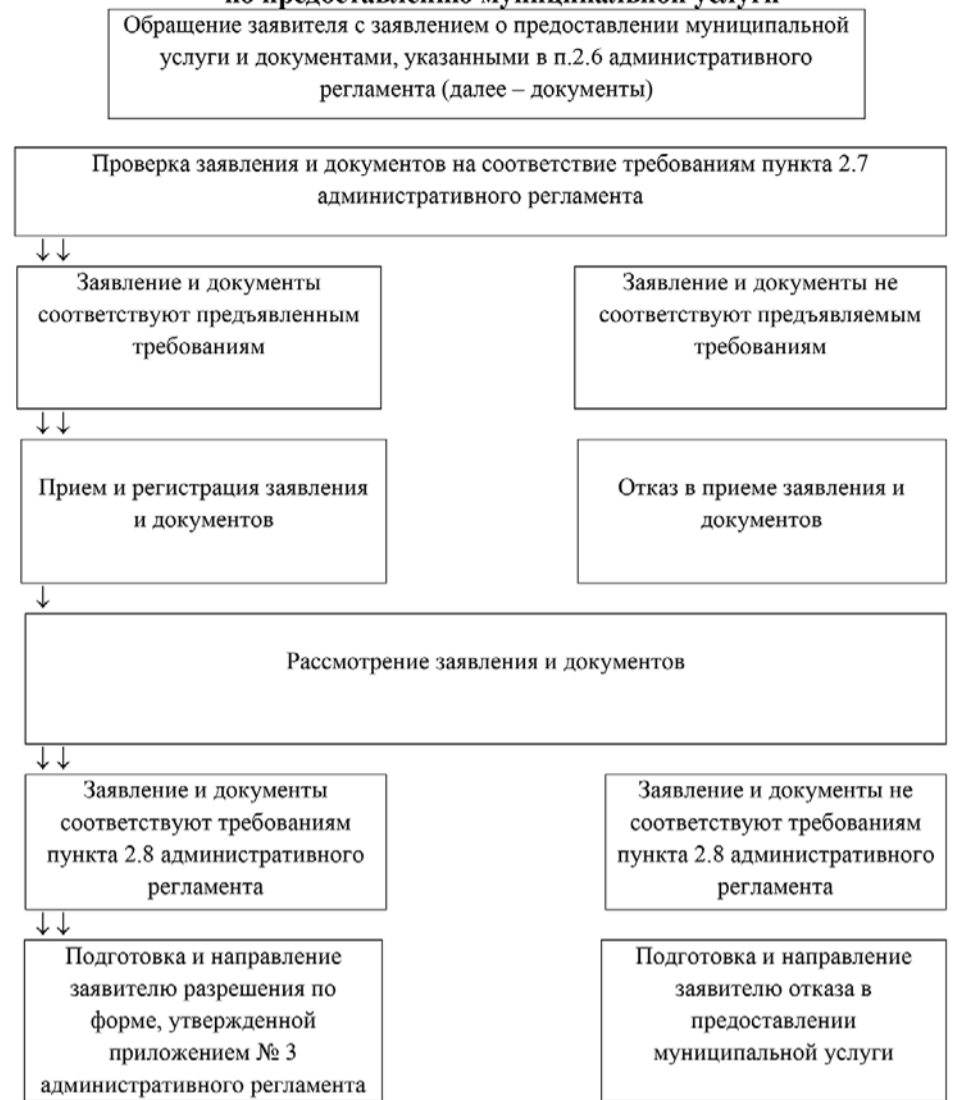 по предоставлению муниципальной услуги
Обращение заявителя с заявлением о предоставлении муниципальной
услуги и документами, указанными в п.2.6 административного
регламента (далее – документы)
Проверка заявления и документов на соответствие требованиям пункта 2.7
административного регламента
↓↓
Заявление и документы
соответствуют предъявленным
требованиям
Заявление и документы не
соответствуют предъявляемым
требованиям
↓↓
Прием и регистрация заявления
и документов
Отказ в приеме заявления и
документов
↓
Рассмотрение заявления и документов
↓↓
Заявление и документы
соответствуют требованиям
пункта 2.8 административного
регламента
Заявление и документы не
соответствуют требованиям
пункта 2.8 административного
регламента
↓↓
Подготовка и направление
заявителю разрешения по
форме, утвержденной
приложением № 3
административного регламента
Подготовка и направление
заявителю отказа в
предоставлении
муниципальной услуги